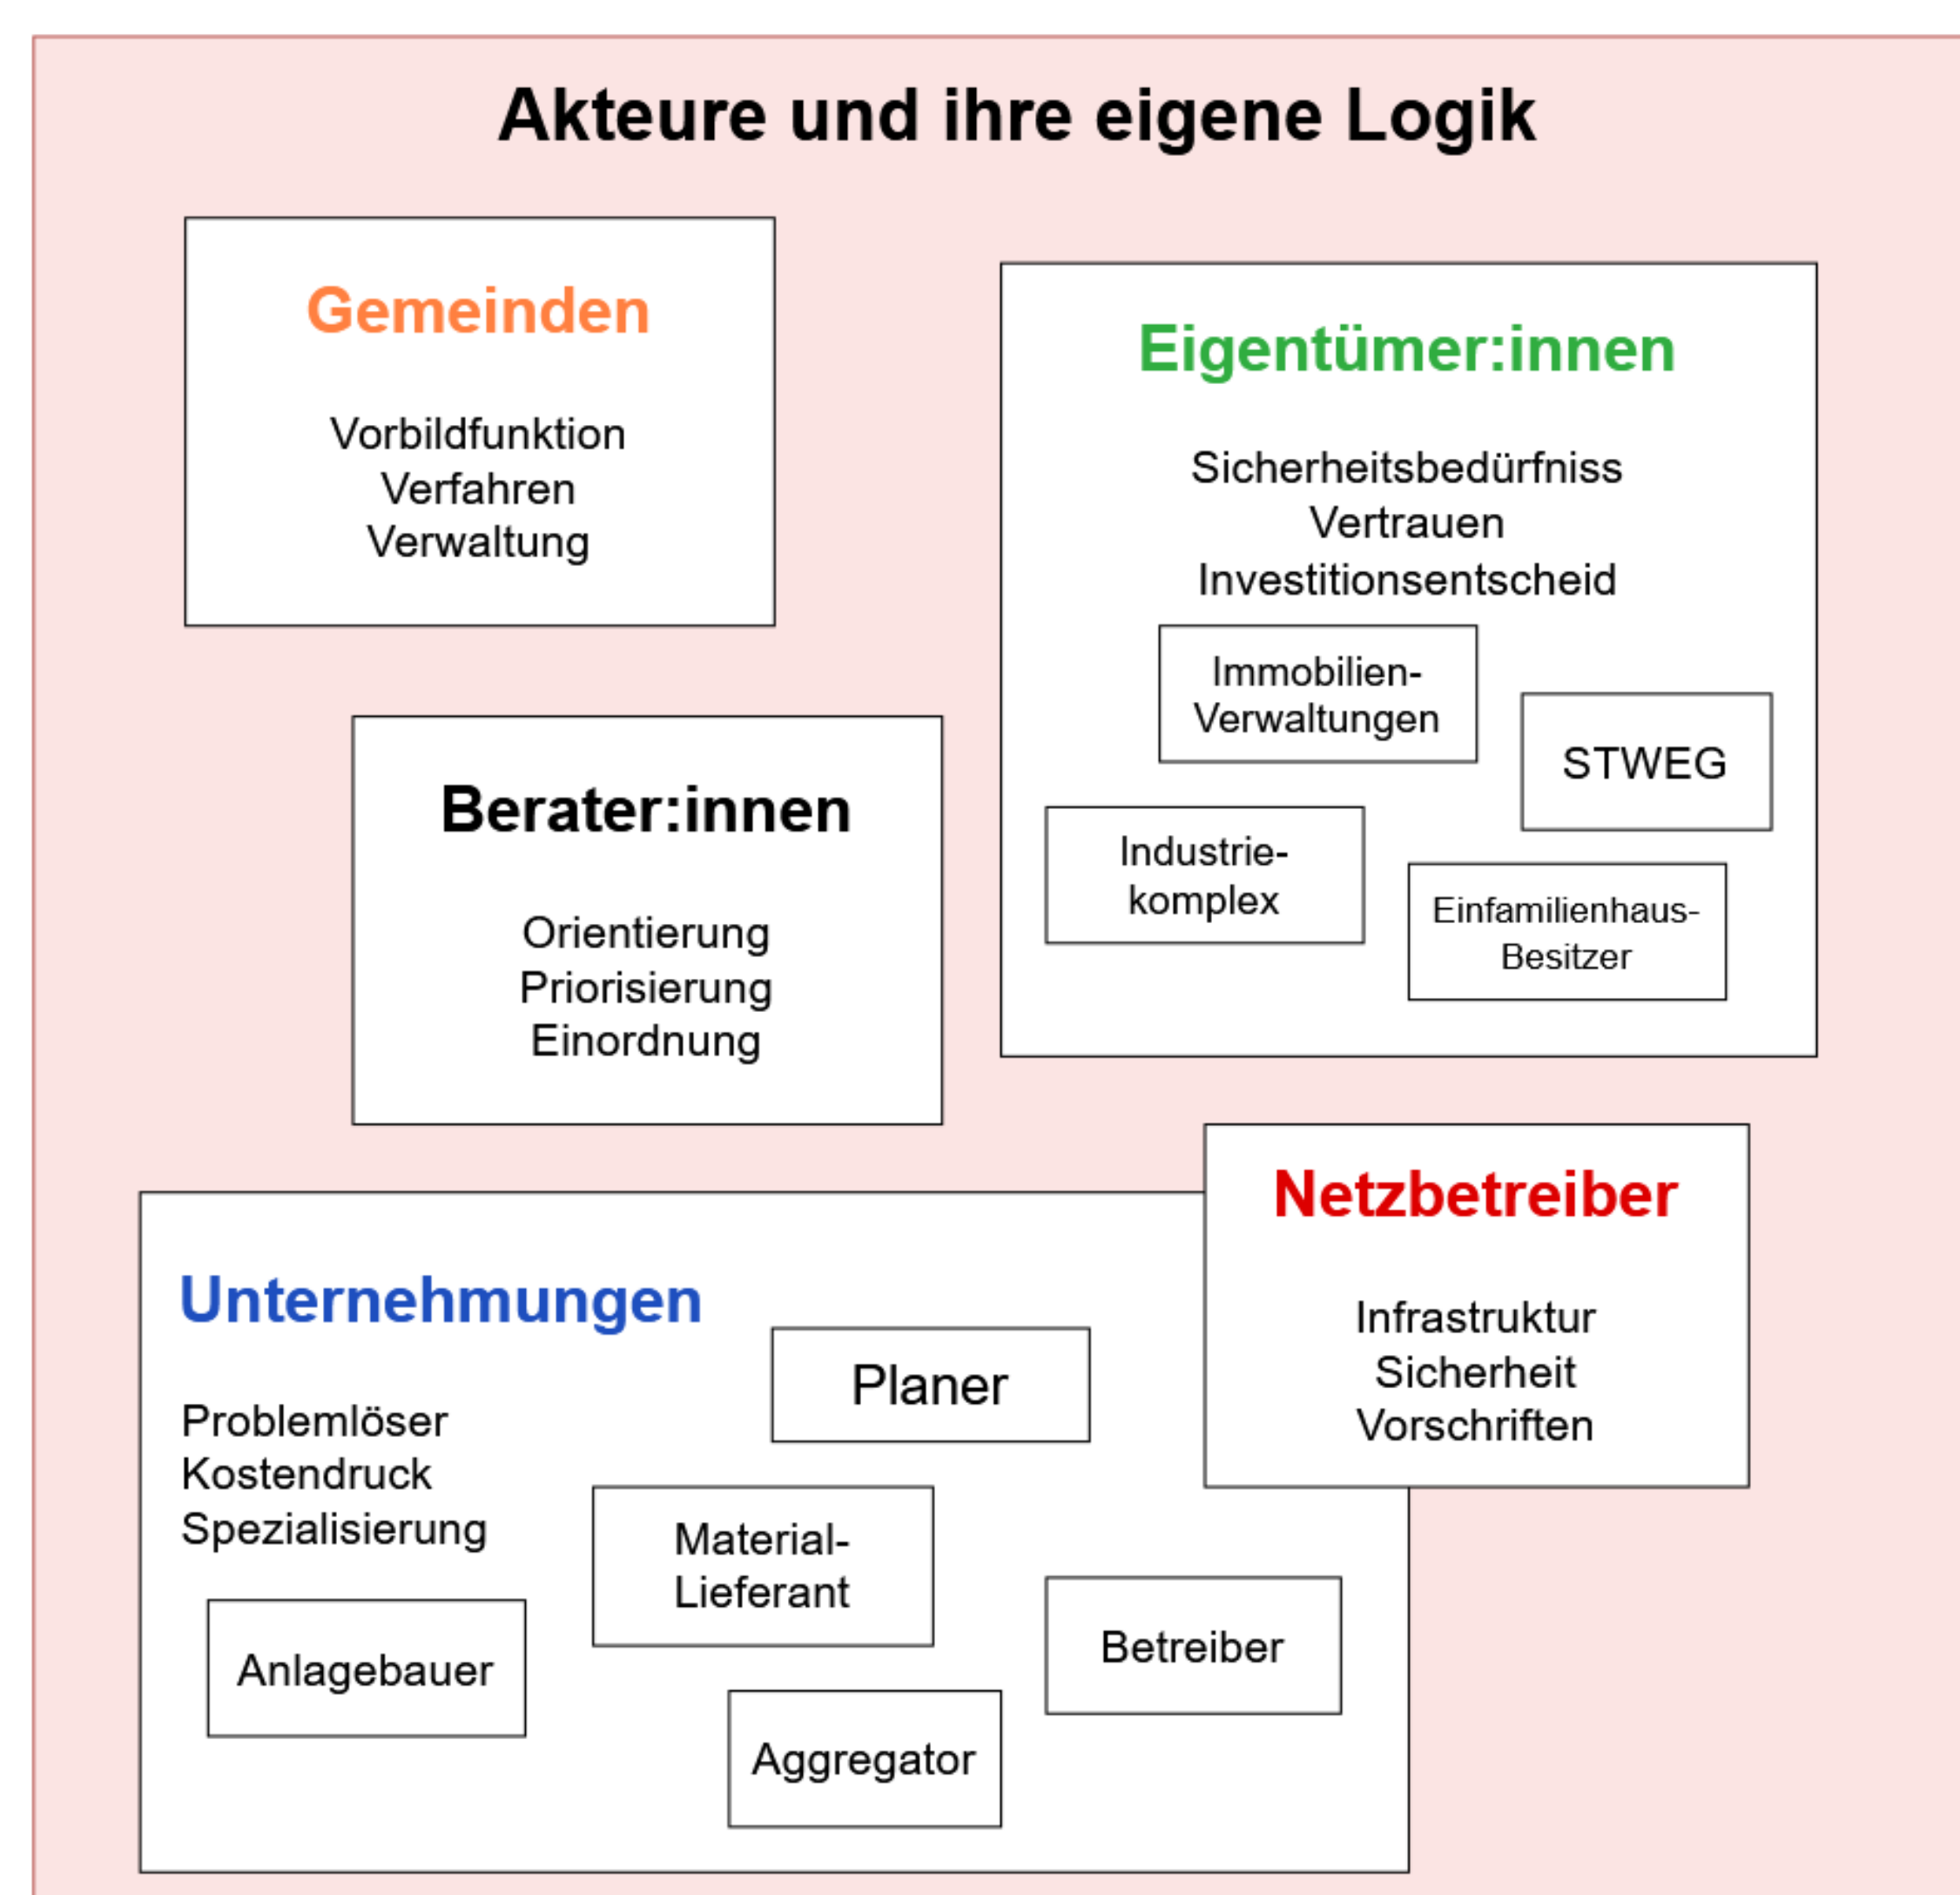 Akteure und ihre eigene Logik
Gemeinden
Vorbildfunktion
Verfahren
Verwaltung
Eigentümer:innen
Sicherheitsbedürfniss
Vertrauen
Investitionsentscheid
Immobilien-
Verwaltungen
STWEG
Industrie-
komplex
Einfamilienhaus-
Besitzer
Berater:innen
Orientierung
Priorisierung
Einordnung
Netzbetreiber
Infrastruktur
Sicherheit
Vorschriften
Unternehmungen
Problemlöser
Kostendruck
Spezialisierung
Planer
Material-
Lieferant
Anlagebauer
Betreiber
Aggregator